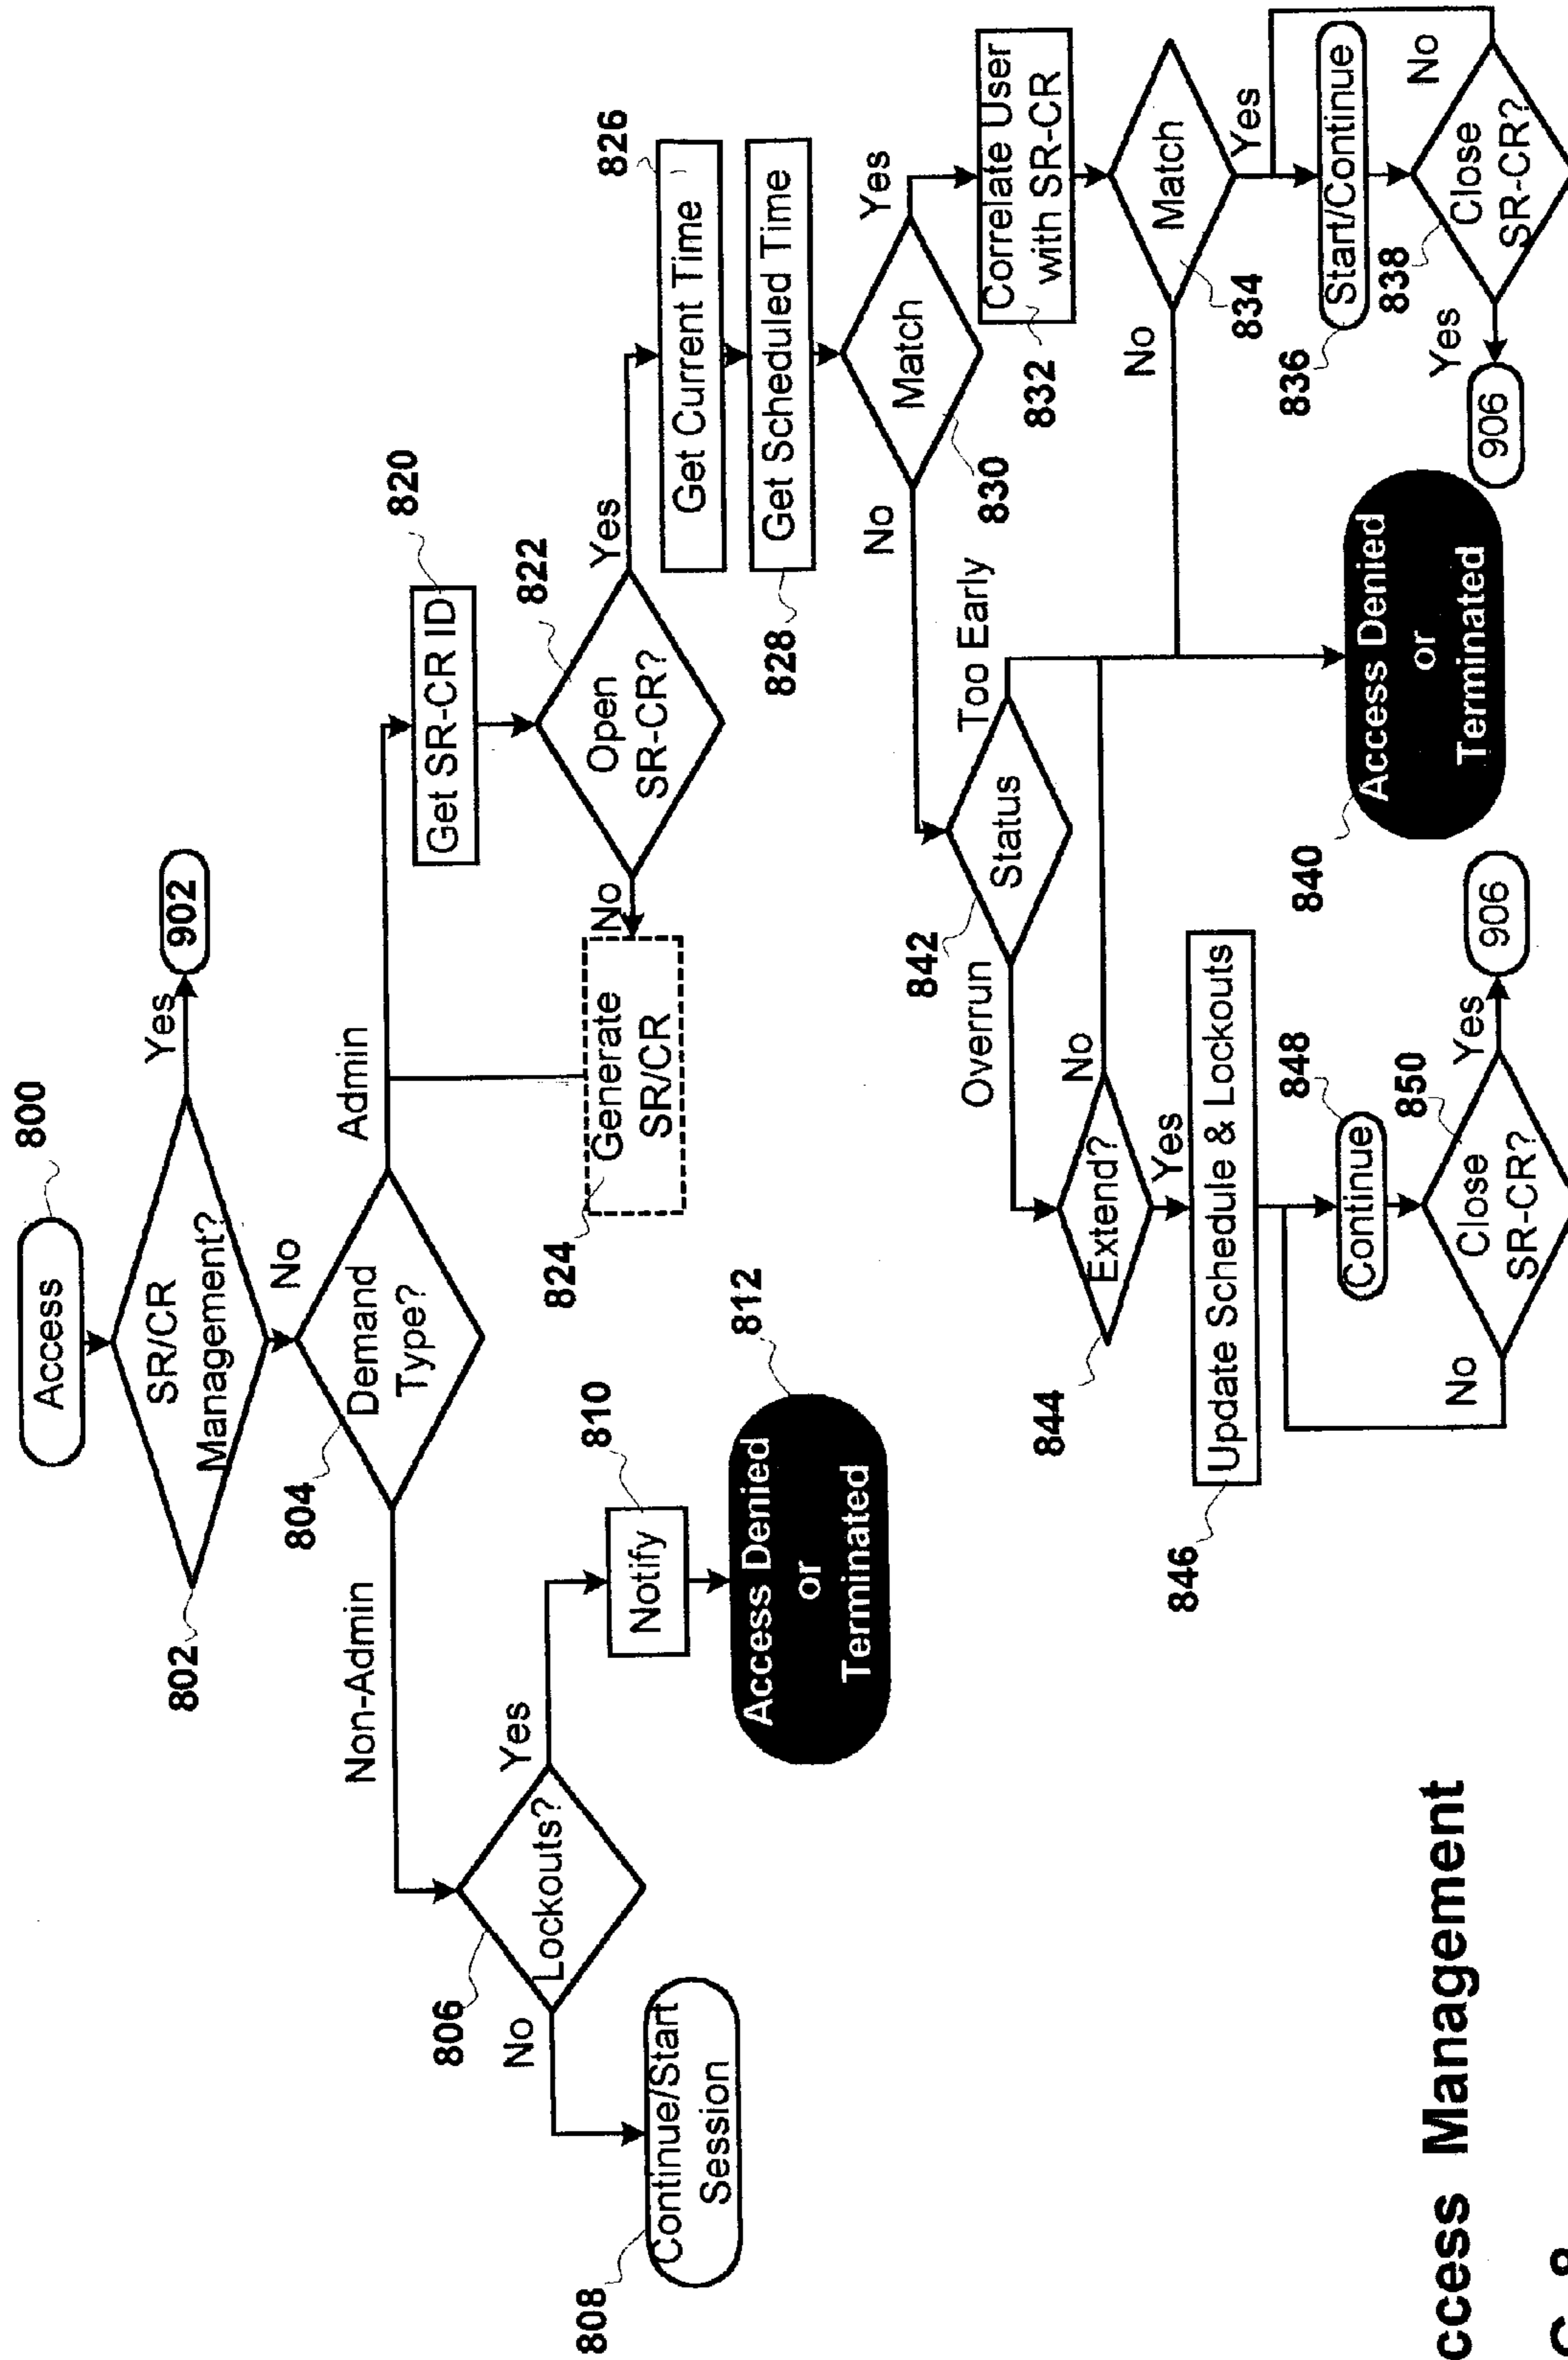 800
Access
802
SR/CR
Management?
Yes
902
No
804
Demand
Type?
Non-Admin
Admin
806
Lockouts?
No
Yes
808
Continue/Start
Session
810
Notify
812
Access Denied
or
Terminated
820
Get SR-CR ID
822
Open
SR-CR?
No
Yes
824
Generate
SR/CR
826
Get Current Time
828
Get Scheduled Time
Match
830
No
Yes
832
Correlate User
with SR-CR
Match
834
No
Yes
836
Start/Continue
838
Close
SR-CR?
No
Yes
906
840
Access Denied
or
Terminated
842
Status
Too Early
Overrun
844
Extend?
No
Yes
846
Update Schedule & Lockouts
848
Continue
850
Close
SR-CR?
No
Yes
906
ccess Management